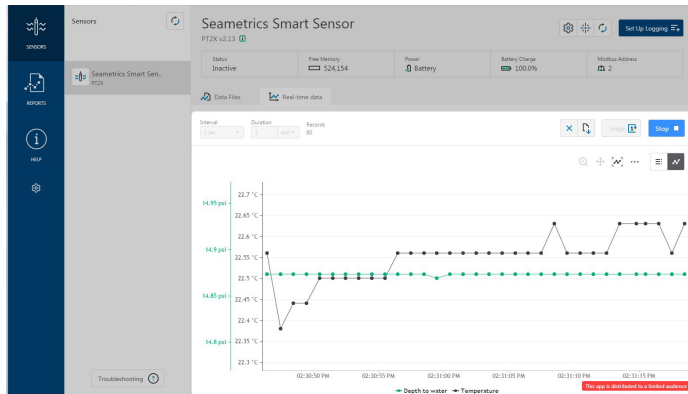 SENSORS
REPORTS
HELP
Sensors
Seametrics Smart Sen...
PT2X
Troubleshooting
Seametrics Smart Sensor
PT2X v2.13
Set Up Logging
Status
Inactive
Free Memory
524,154
Power
Battery
Battery Charge
100.0%
Modbus Address
2
Data Files
Real-time data
Interval
1 sec
Duration
1
Records
60
Stop
14.95 psi
14.9 psi
14.85 psi
14.8 psi
22.7 °C
22.65 °C
22.6 °C
22.55 °C
22.5 °C
22.45 °C
22.4 °C
22.35 °C
22.3 °C
02:30:50 PM
02:30:55 PM
02:31:00 PM
02:31:05 PM
02:31:10 PM
02:31:15 PM
Depth to water
Temperature
This app is distributed to a limited audience